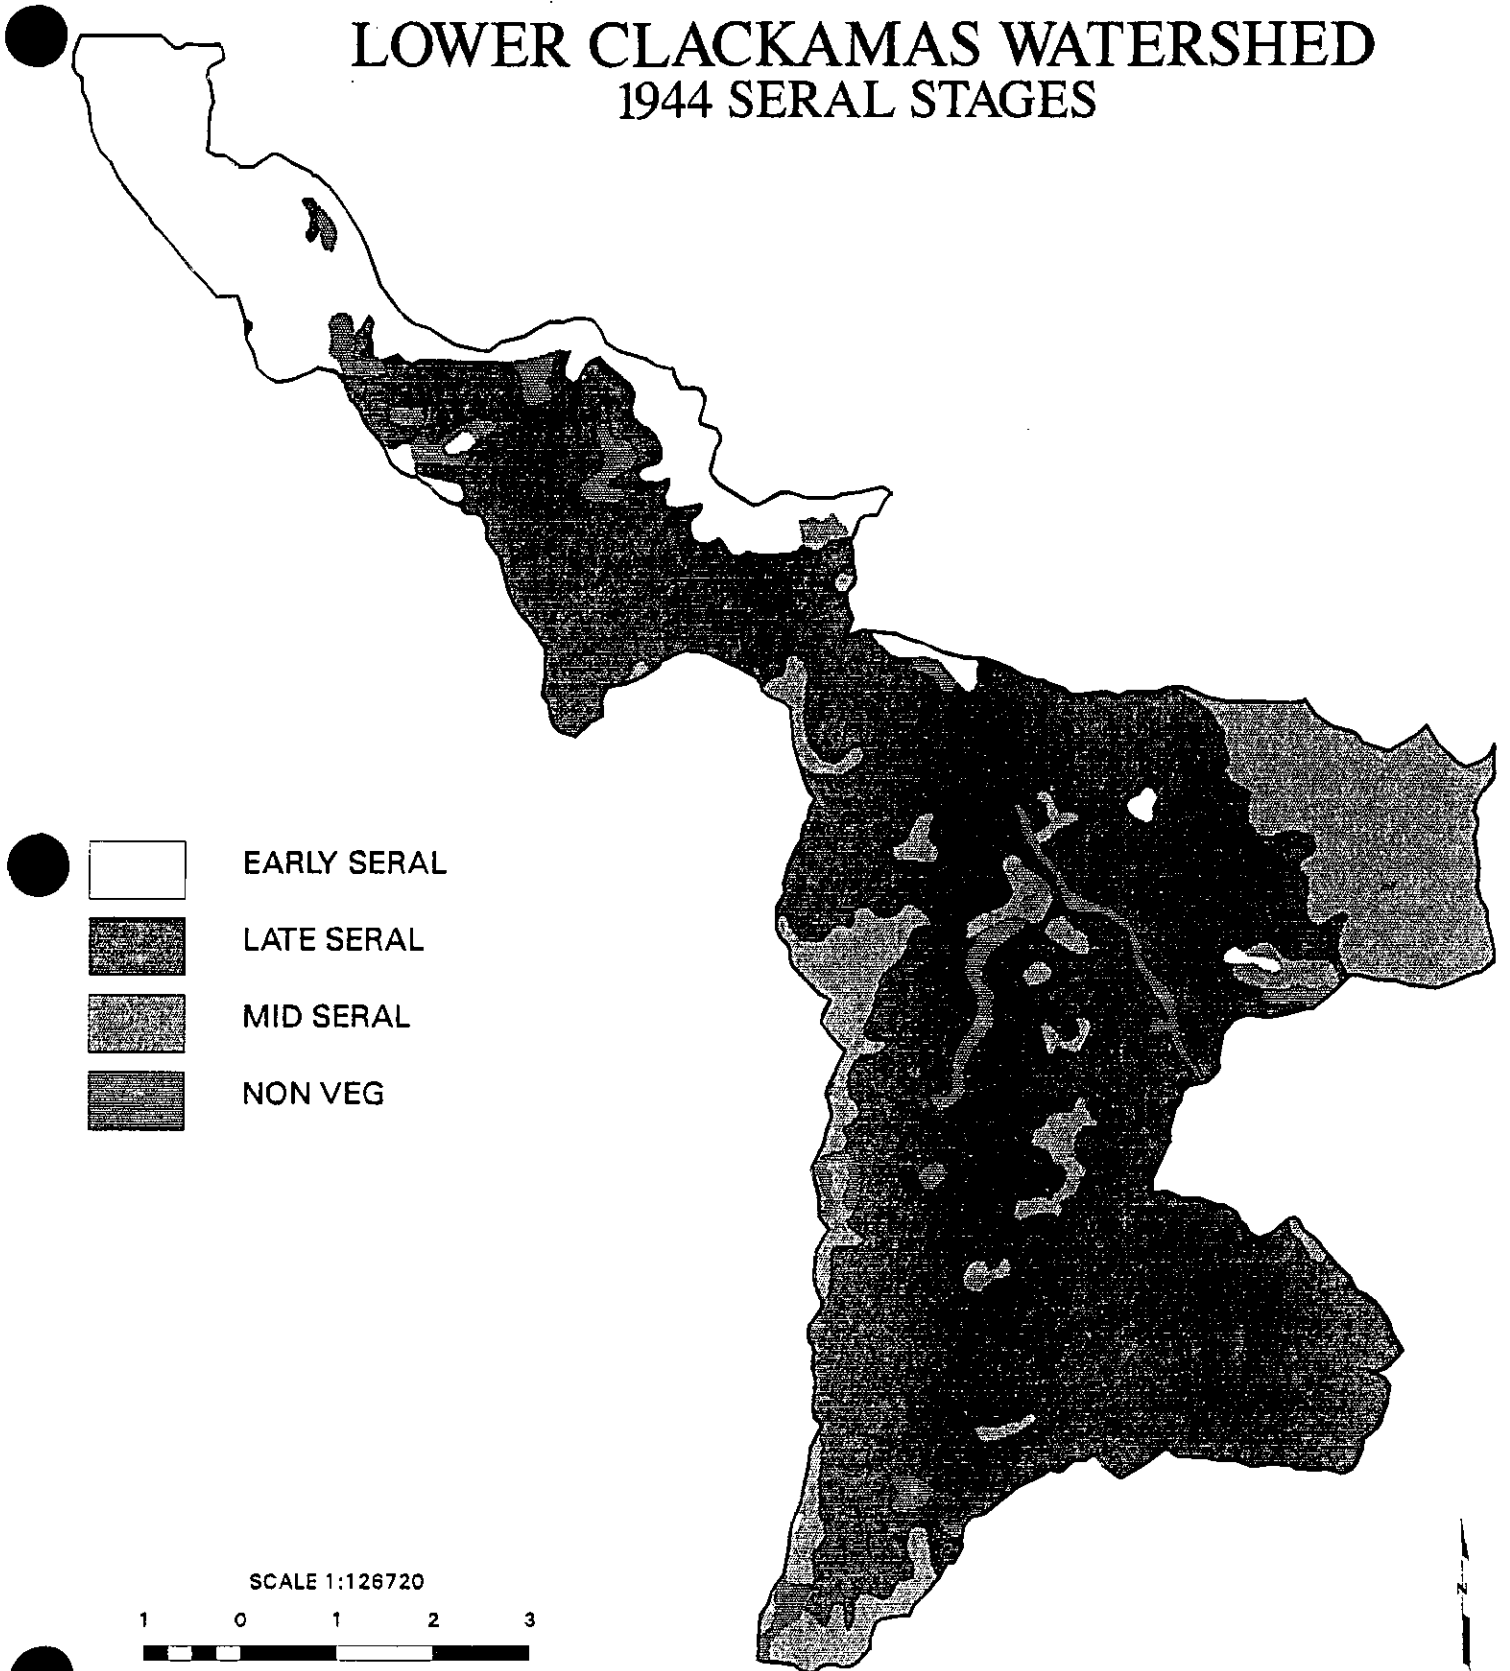 LOWER CLACKAMAS WATERSHED
1944 SERAL STAGES
EARLY SERAL
LATE SERAL
MID SERAL
NON VEG
SCALE 1:126720
1 0 1 2 3
N